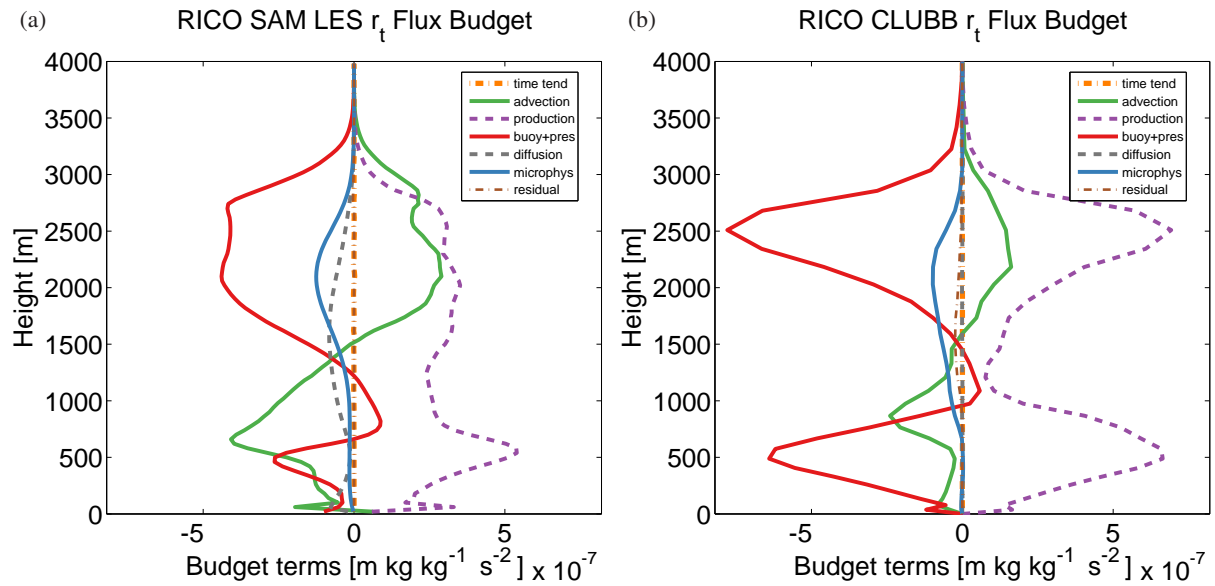 (a)
RICO SAM LES r_t Flux Budget
4000
3500
3000
2500
2000
1500
1000
500
0
Height [m]
time tend
advection
production
buoy+pres
diffusion
microphys
residual
-5
0
5
Budget terms [m kg kg^-1 s^-2] x 10^-7
(b)
RICO CLUBB r_t Flux Budget
4000
3500
3000
2500
2000
1500
1000
500
0
Height [m]
time tend
advection
production
buoy+pres
diffusion
microphys
residual
-5
0
5
Budget terms [m kg kg^-1 s^-2] x 10^-7